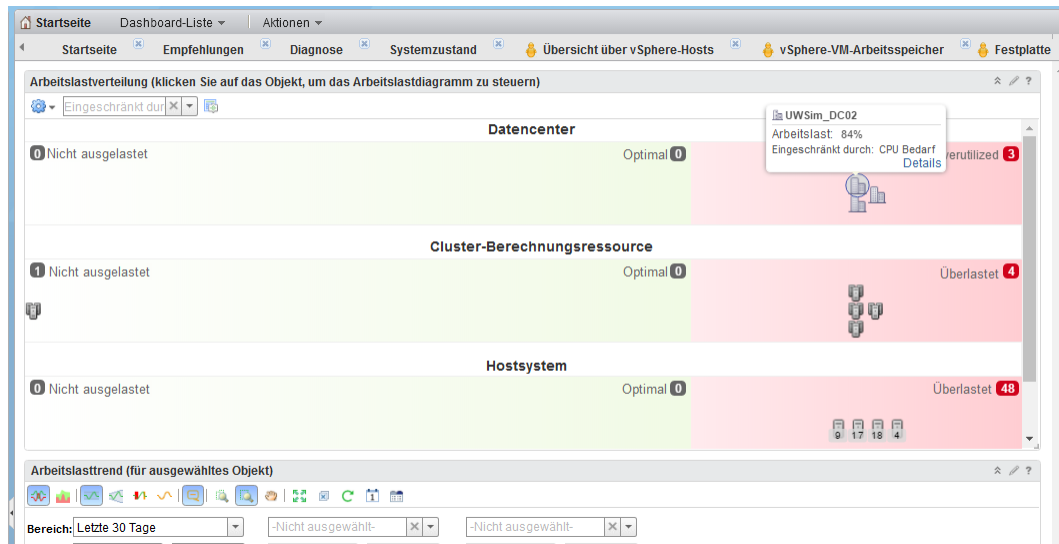 Startseite Dashboard-Liste Aktionen
Startseite Empfehlungen Diagnose Systemzustand Übersicht über vSphere-Hosts vSphere-VM-Arbeitsspeicher Festplatte
Arbeitslastverteilung (klicken Sie auf das Objekt, um das Arbeitslastdiagramm zu steuern)
Eingeschränkt dur
Datencenter
UWSim_DC02
Arbeitslast: 84%
Eingeschränkt durch: CPU Bedarf
Details
0 Nicht ausgelastet Optimal 0 erutilized 3
Cluster-Berechnungsressource
1 Nicht ausgelastet Optimal 0 Überlastet 4
Hostsystem
0 Nicht ausgelastet Optimal 0 Überlastet 48
9 17 18 4
Arbeitslasttrend (für ausgewähltes Objekt)
Bereich: Letzte 30 Tage -Nicht ausgewählt- -Nicht ausgewählt-